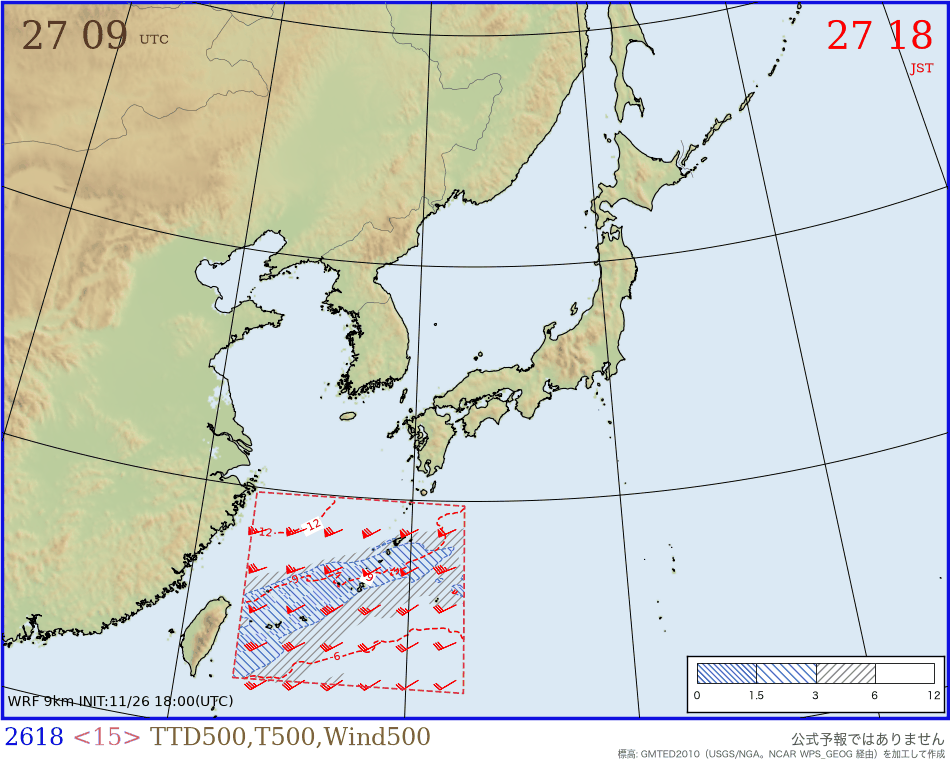 27 09 UTC
27 18
JST
-12
-12
-9
-9
-6
0 1.5 3 6 12
WRF 9km INIT:11/26 18:00(UTC)
2618 <15> TTD500,T500,Wind500
公式予報ではありません
標高: GMTED2010（USGS/NGA。NCAR WPS_GEOG 経由）を加工して作成